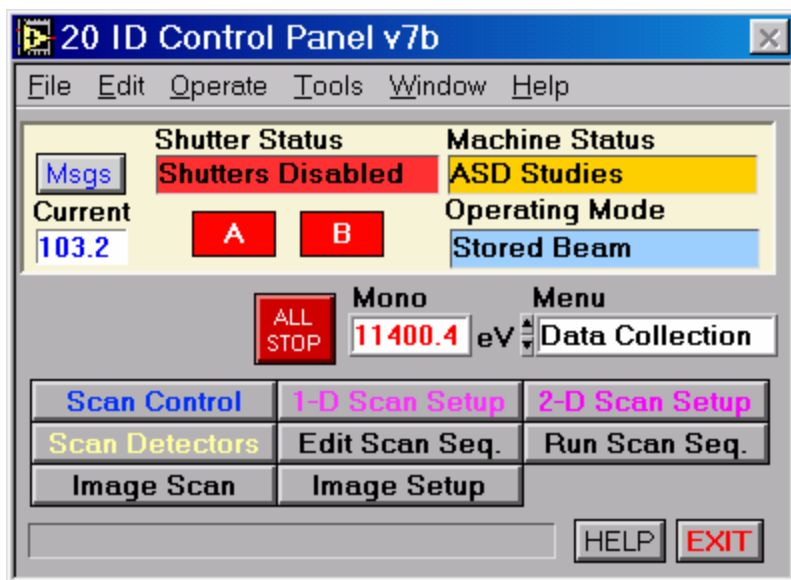 20 ID Control Panel v7b
File Edit Operate Tools Window Help
Shutter Status Machine Status
Msgs Shutters Disabled ASD Studies
Current Operating Mode
103.2 A B Stored Beam
Mono Menu
ALL STOP 11400.4 eV Data Collection
Scan Control 1-D Scan Setup 2-D Scan Setup
Scan Detectors Edit Scan Seq. Run Scan Seq.
Image Scan Image Setup
HELP EXIT